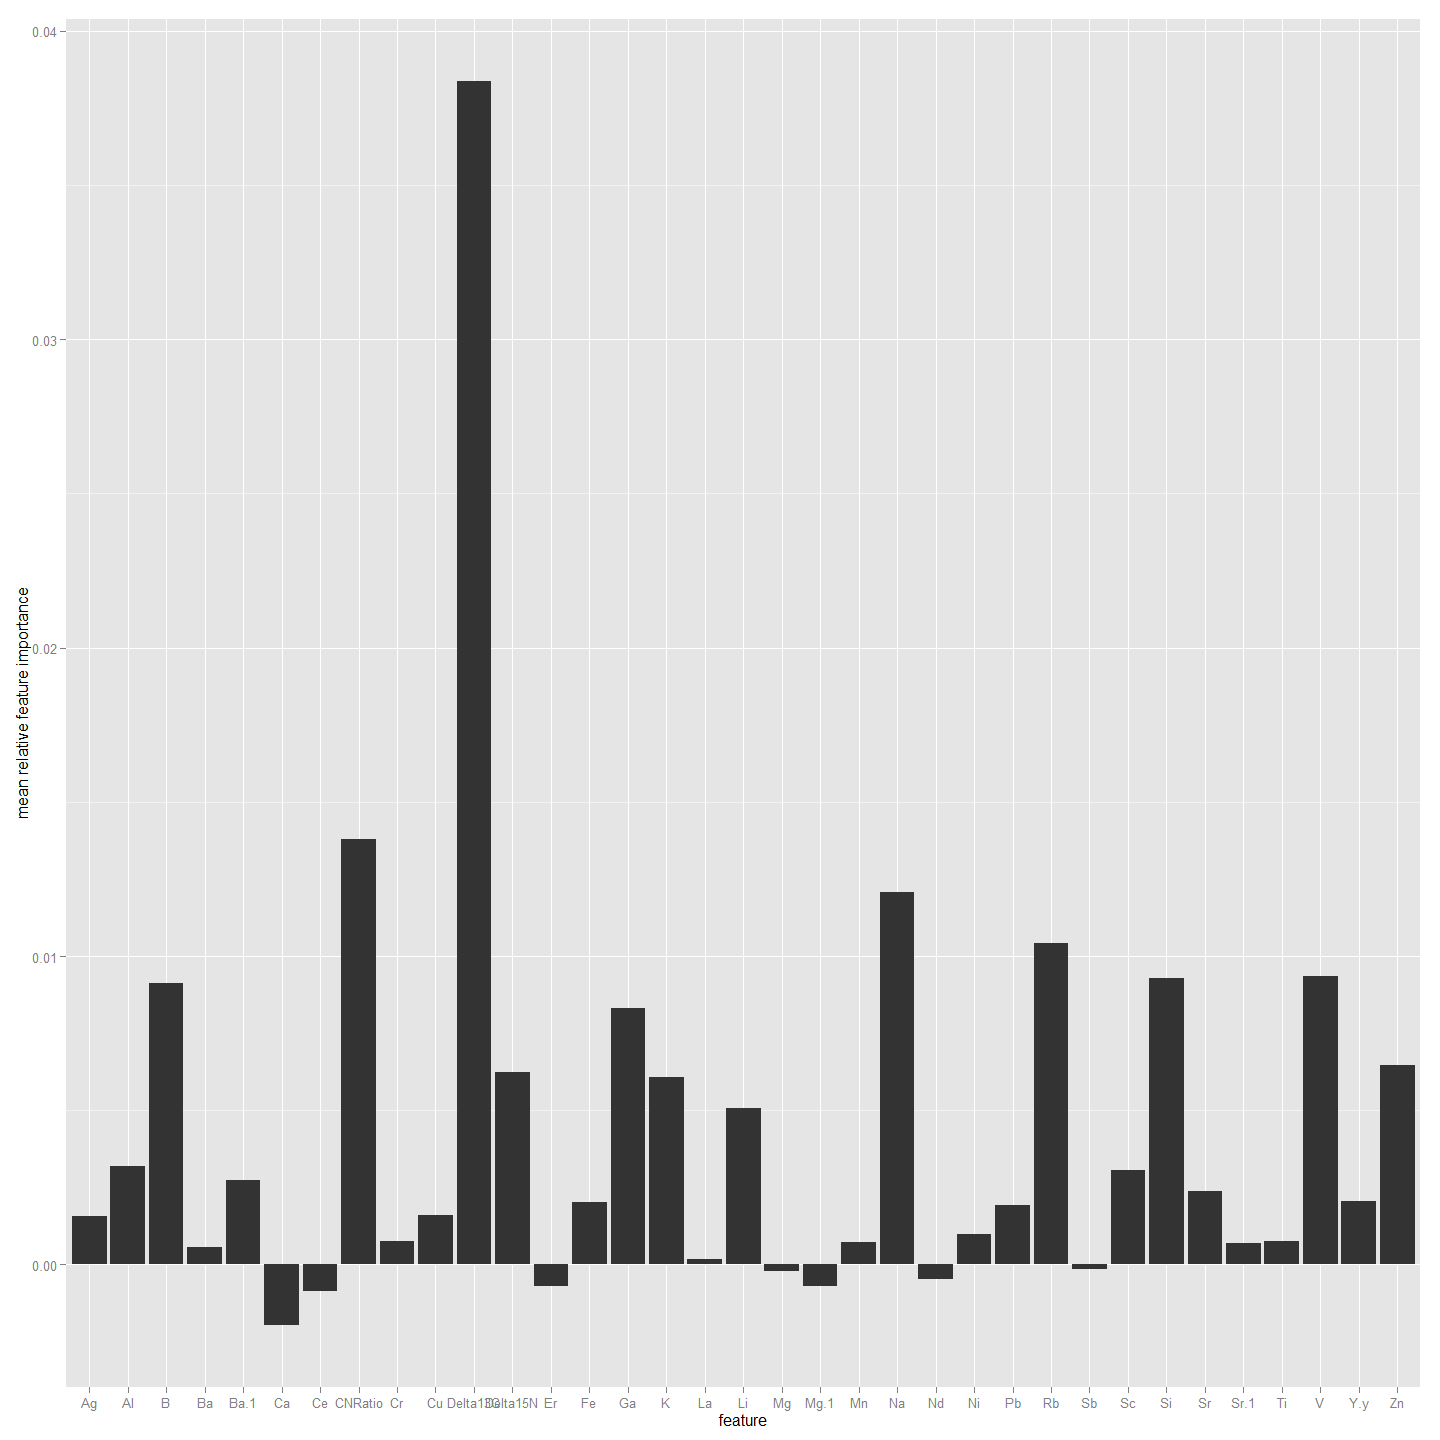 mean relative feature importance
0.04
0.03
0.02
0.01
0.00
Ag Al B Ba Ba.1 Ca Ce CNRatio Cr Cu Delta13C Delta15N Er Fe Ga K La Li Mg Mg.1 Mn Na Nd Ni Pb Rb Sb Sc Si Sr Sr.1 Ti V Y.y Zn
feature